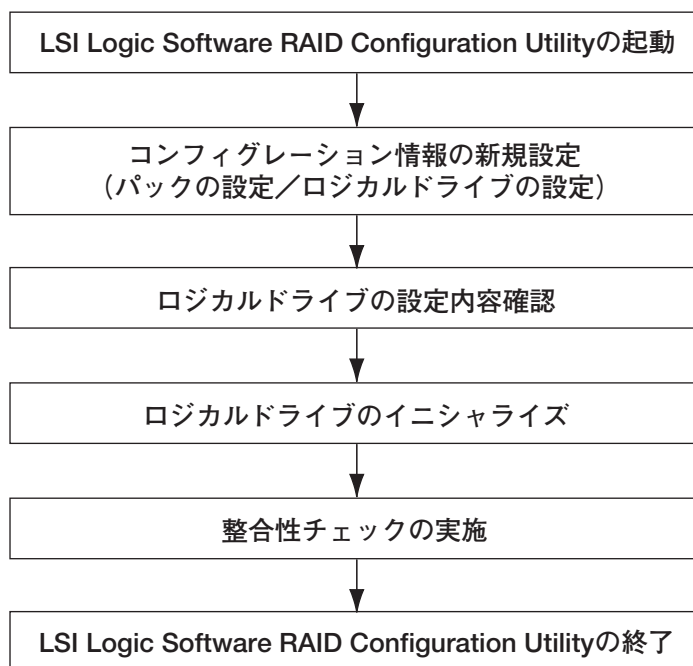 LSI Logic Software RAID Configuration Utilityの起動
コンフィグレーション情報の新規設定
（パックの設定／ロジカルドライブの設定）
ロジカルドライブの設定内容確認
ロジカルドライブのイニシャライズ
整合性チェックの実施
LSI Logic Software RAID Configuration Utilityの終了